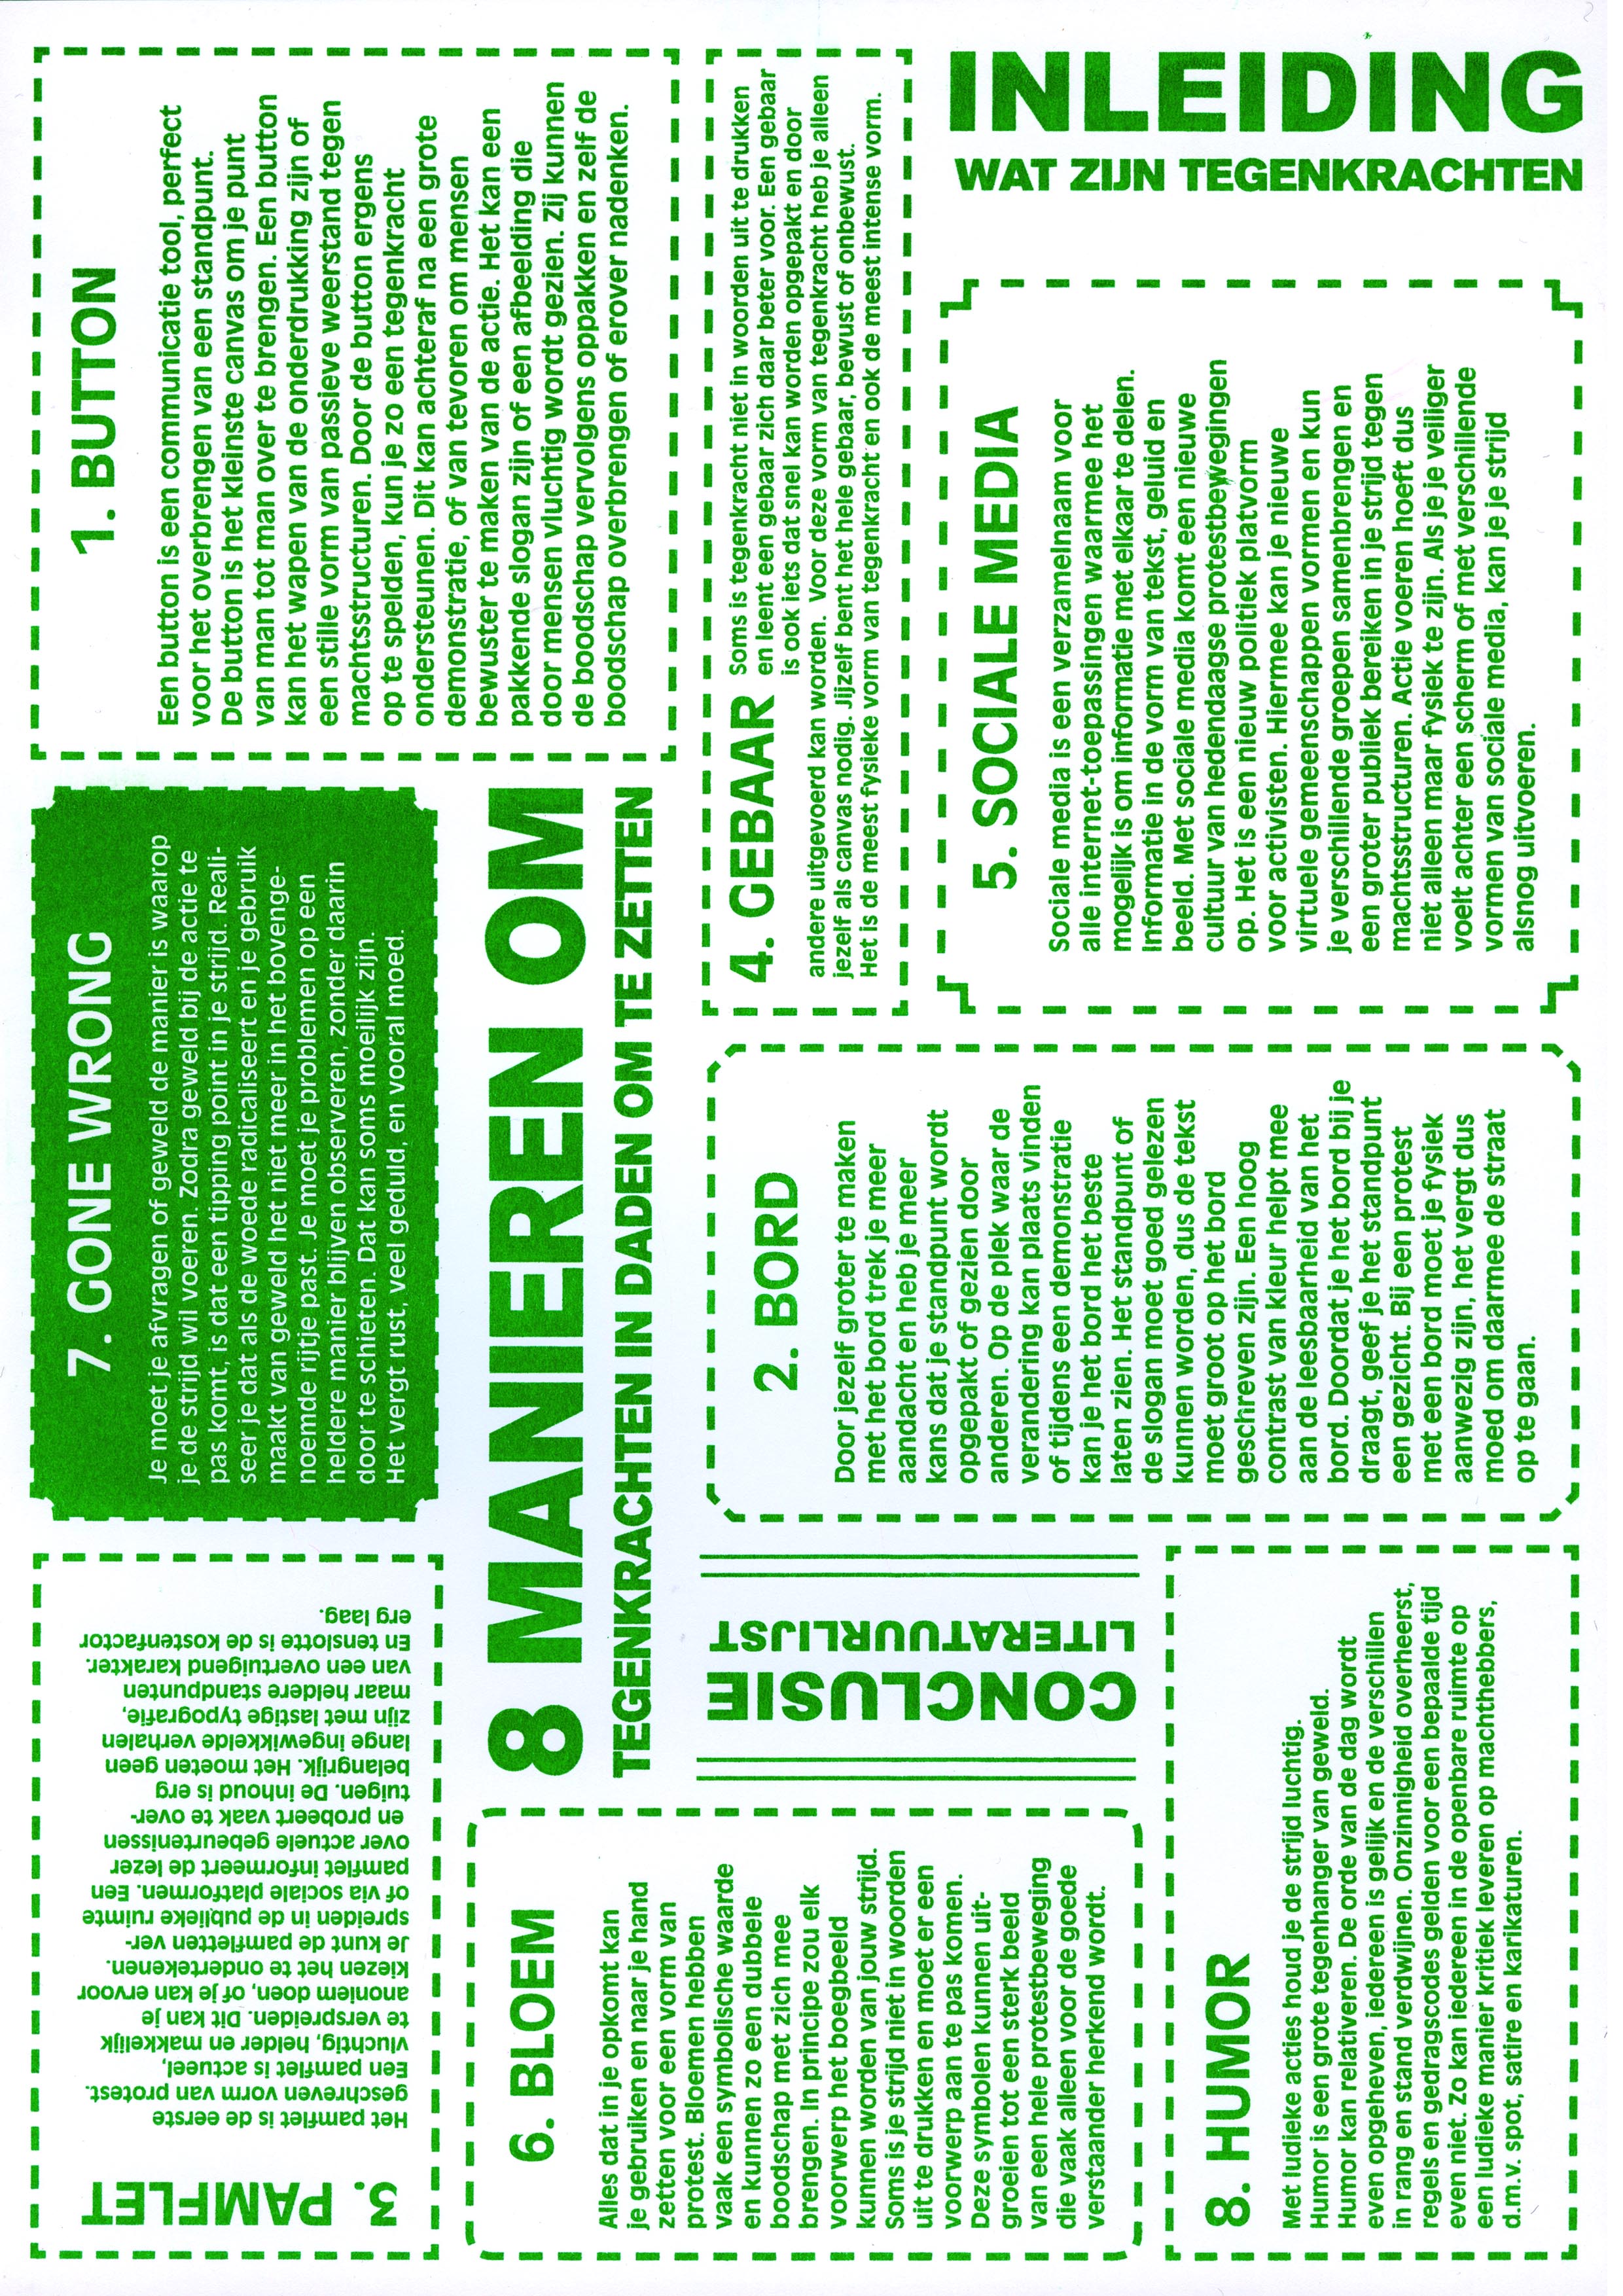 INLEIDING
WAT ZIJN TEGENKRACHTEN
8 MANIEREN OM
TEGENKRACHTEN IN DADEN OM TE ZETTEN
1. BUTTON
Een button is een communicatie tool, perfect
voor het overbrengen van een standpunt.
De button is het kleinste canvas om je punt
van man tot man over te brengen. Een button
kan het wapen van de onderdrukking zijn of
een stille vorm van passieve weerstand tegen
machtsstructuren. Door de button ergens
op te spelden, kun je zo een tegenkracht
ondersteunen. Dit kan achteraf na een grote
demonstratie, of van tevoren om mensen
bewuster te maken van de actie. Het kan een
pakkende slogan zijn of een afbeelding die
door mensen vluchtig wordt gezien. Zij kunnen
de boodschap vervolgens oppakken en zelf de
boodschap overbrengen of erover nadenken.
2. BORD
Door jezelf groter te maken
met het bord trek je meer
aandacht en heb je meer
kans dat je standpunt wordt
opgepakt of gezien door
anderen. Op de plek waar de
verandering kan plaats vinden
of tijdens een demonstratie
kan je het bord het beste
laten zien. Het standpunt of
de slogan moet goed gelezen
kunnen worden, dus de tekst
moet groot op het bord
geschreven zijn. Een hoog
contrast van kleur helpt mee
aan de leesbaarheid van het
bord. Doordat je het bord bij je
draagt, geef je het standpunt
een gezicht. Bij een protest
met een bord moet je fysiek
aanwezig zijn, het vergt dus
moed om daarmee de straat
op te gaan.
3. PAMFLET
Het pamflet is de eerste
geschreven vorm van protest.
Een pamflet is actueel,
vluchtig, helder en makkelijk
te verspreiden. Dit kan je
anoniem doen, of je kan ervoor
kiezen het te ondertekenen.
Je kunt de pamfletten ver-
spreiden in de publieke ruimte
of via sociale platformen. Een
pamflet informeert de lezer
over actuele gebeurtenissen
en probeert vaak te over-
tuigen. De inhoud is erg
belangrijk. Het moeten geen
lange ingewikkelde verhalen
zijn met lastige typografie,
maar heldere standpunten
van een overtuigend karakter.
En tenslotte is de kostenfactor
erg laag.
4. GEBAAR
Soms is tegenkracht niet in woorden uit te drukken
en leent een gebaar zich daar beter voor. Een gebaar
is ook iets dat snel kan worden opgepakt en door
andere uitgevoerd kan worden. Voor deze vorm van tegenkracht heb je alleen
jezelf als canvas nodig. Jijzelf bent het hele gebaar, bewust of onbewust.
Het is de meest fysieke vorm van tegenkracht en ook de meest intense vorm.
5. SOCIALE MEDIA
Sociale media is een verzamelnaam voor
alle internet-toepassingen waarmee het
mogelijk is om informatie met elkaar te delen.
Informatie in de vorm van tekst, geluid en
beeld. Met sociale media komt een nieuwe
cultuur van hedendaagse protestbewegingen
op. Het is een nieuw politiek platvorm
voor activisten. Hiermee kan je nieuwe
virtuele gemeenschappen vormen en kun
je verschillende groepen samenbrengen en
een groter publiek bereiken in je strijd tegen
machtsstructuren. Actie voeren hoeft dus
niet alleen maar fysiek te zijn. Als je je veiliger
voelt achter een scherm of met verschillende
vormen van sociale media, kan je je strijd
alsnog uitvoeren.
6. BLOEM
Alles dat in je opkomt kan
je gebruiken en naar je hand
zetten voor een vorm van
protest. Bloemen hebben
vaak een symbolische waarde
en kunnen zo een dubbele
boodschap met zich mee
brengen. In principe zou elk
voorwerp het boegbeeld
kunnen worden van jouw strijd.
Soms is je strijd niet in woorden
uit te drukken en moet er een
voorwerp aan te pas komen.
Deze symbolen kunnen uit-
groeien tot een sterk beeld
van een hele protestbeweging
die vaak alleen voor de goede
verstaander herkend wordt.
7. GONE WRONG
Je moet je afvragen of geweld de manier is waarop
je de strijd wil voeren. Zodra geweld bij de actie te
pas komt, is dat een tipping point in je strijd. Reali-
seer je dat als de woede radicaliseert en je gebruik
maakt van geweld het niet meer in het bovenge-
noemde rijtje past. Je moet je problemen op een
heldere manier blijven observeren, zonder daarin
door te schieten. Dat kan soms moeilijk zijn.
Het vergt rust, veel geduld, en vooral moed.
8. HUMOR
Met ludieke acties houd je de strijd luchtig.
Humor is een grote tegenhanger van geweld.
Humor kan relativeren. De orde van de dag wordt
even opgeheven, iedereen is gelijk en de verschillen
in rang en stand verdwijnen. Onzinnigheid overheerst,
regels en gedragscodes gelden voor een bepaalde tijd
even niet. Zo kan iedereen in de openbare ruimte op
een ludieke manier kritiek leveren op machthebbers,
d.m.v. spot, satire en karikaturen.
CONCLUSIE
LITERATUURLIJST